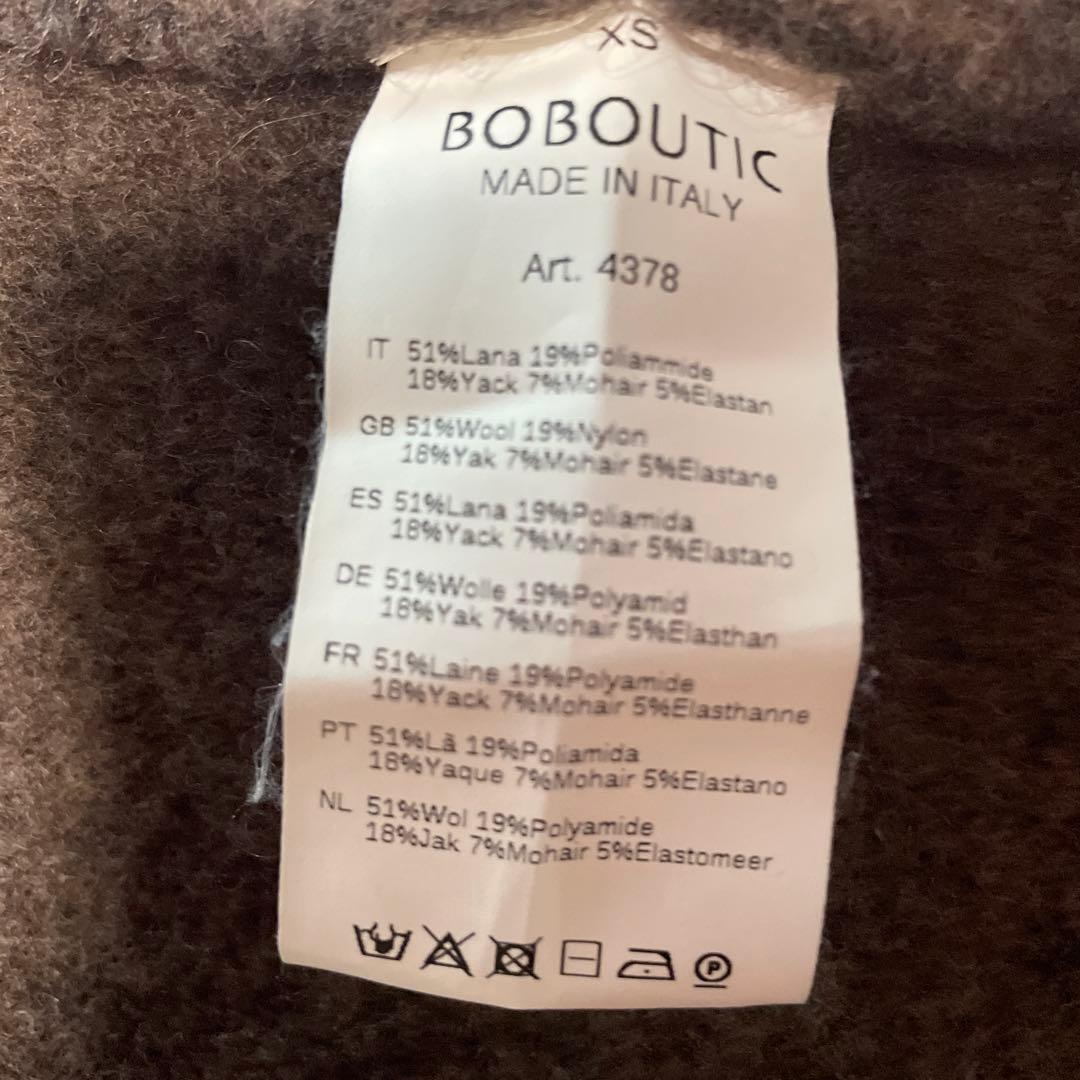 XS
BOBOUTIC
MADE IN ITALY
Art. 4378
IT 51%Lana 19%Poliammide
18%Yack 7%Mohair 5%Elastan
GB 51%Wool 19%Nylon
18%Yak 7%Mohair 5%Elastane
ES 51%Lana 19%Poliamida
18%Yack 7%Mohair 5%Elastano
DE 51%Wolle 19%Polyamid
18%Yak 7%Mohair 5%Elasthan
FR 51%Laine 19%Polyamide
18%Yack 7%Mohair 5%Elasthanne
PT 51%Lã 19%Poliamida
18%Yaque 7%Mohair 5%Elastano
NL 51%Wol 19%Polyamide
18%Jak 7%Mohair 5%Elastomeer
P